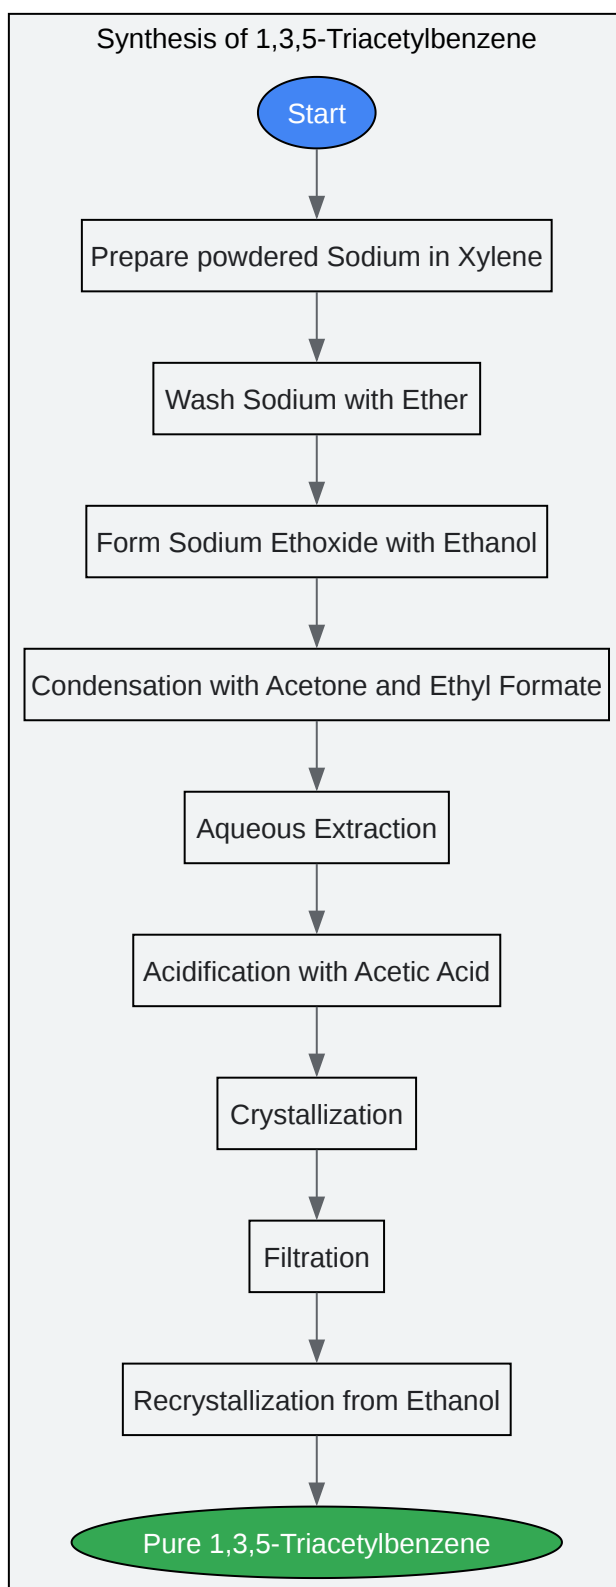 Synthesis of 1,3,5-Triacetylbenzene
Start
Prepare powdered Sodium in Xylene
Wash Sodium with Ether
Form Sodium Ethoxide with Ethanol
Condensation with Acetone and Ethyl Formate
Aqueous Extraction
Acidification with Acetic Acid
Crystallization
Filtration
Recrystallization from Ethanol
Pure 1,3,5-Triacetylbenzene